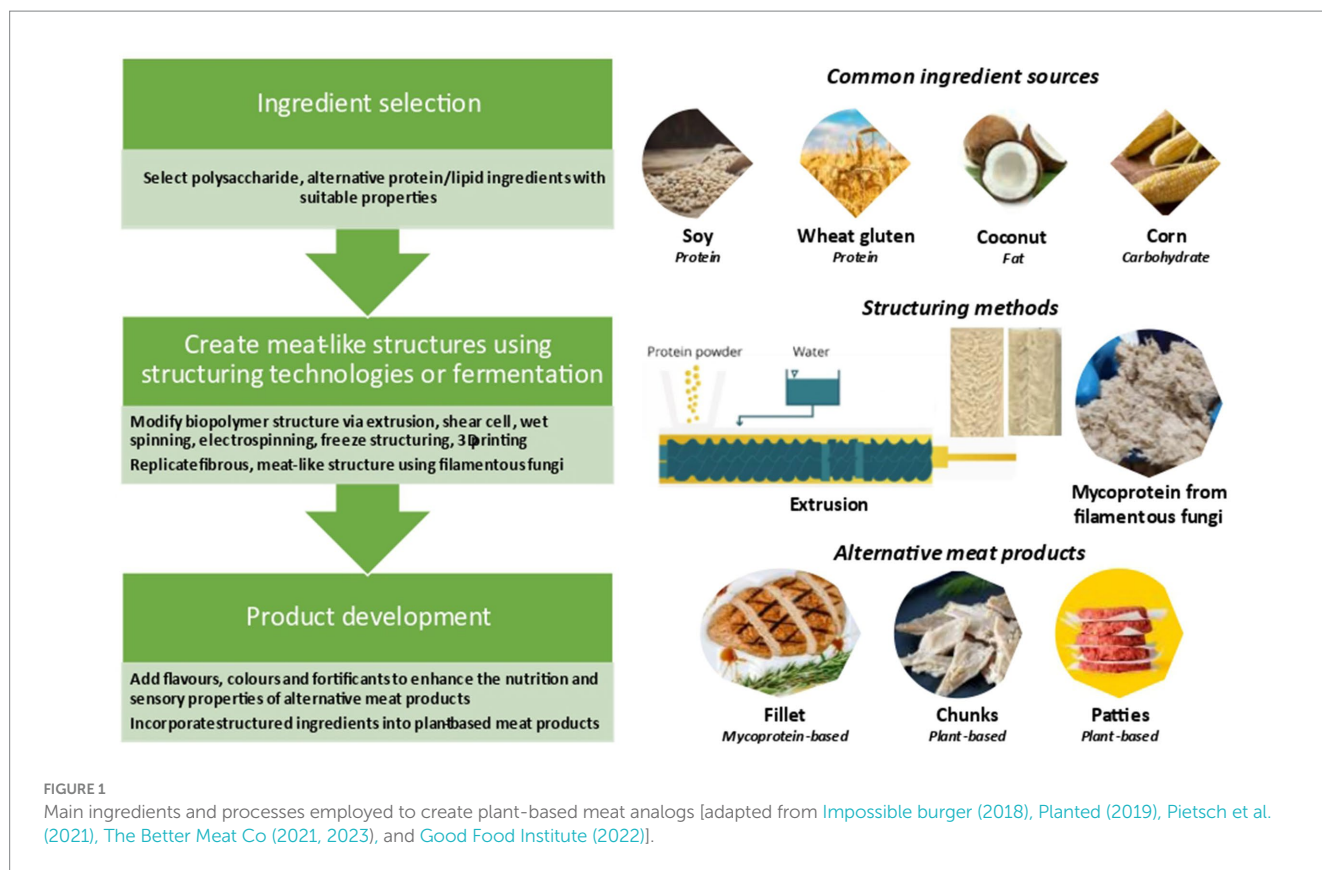 Ingredient selection
Select polysaccharide, alternative protein/lipid ingredients with
suitable properties
Common ingredient sources
Soy
Protein
Wheat gluten
Protein
Coconut
Fat
Corn
Carbohydrate
Create meat-like structures using
structuring technologies or fermentation
Modify biopolymer structure via extrusion, shear cell, wet
spinning, electrospinning, freeze structuring, 3D printing
Replicate fibrous, meat-like structure using filamentous fungi
Structuring methods
Protein powder
Water
Extrusion
Mycoprotein from
filamentous fungi
Product development
Add flavours, colours and fortificants to enhance the nutrition and
sensory properties of alternative meat products
Incorporate structured ingredients into plant-based meat products
Alternative meat products
Fillet
Mycoprotein-based
Chunks
Plant-based
Patties
Plant-based
FIGURE 1
Main ingredients and processes employed to create plant-based meat analogs [adapted from Impossible burger (2018), Planted (2019), Pietsch et al.
(2021), The Better Meat Co (2021, 2023), and Good Food Institute (2022)].